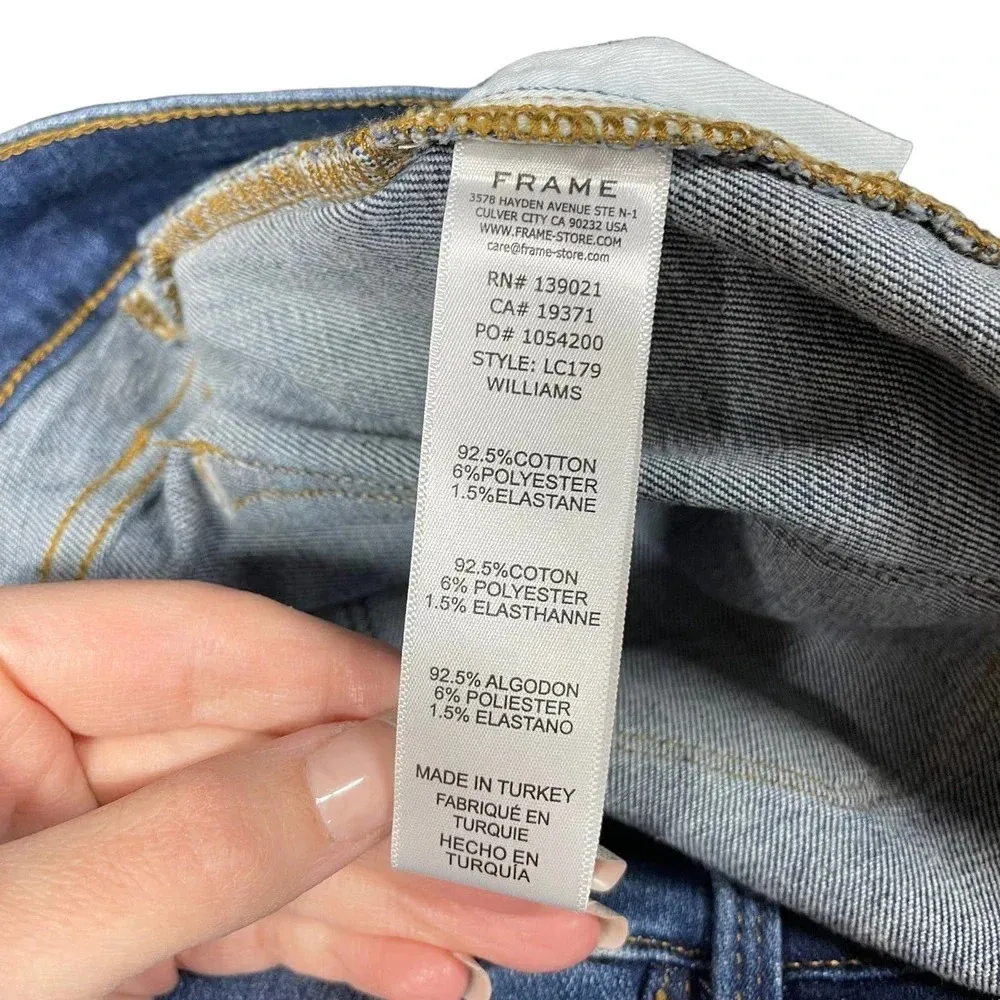 FRAME
3578 HAYDEN AVENUE STE N-1
CULVER CITY CA 90232 USA
WWW.FRAME-STORE.COM
care@frame-store.com
RN# 139021
CA# 19371
PO# 1054200
STYLE: LC179
WILLIAMS
92.5%COTTON
6%POLYESTER
1.5%ELASTANE
92.5%COTON
6% POLYESTER
1.5% ELASTHANNE
92.5% ALGODON
6% POLIESTER
1.5% ELASTANO
MADE IN TURKEY
FABRIQUÉ EN
TURQUIE
HECHO EN
TURQUÍA